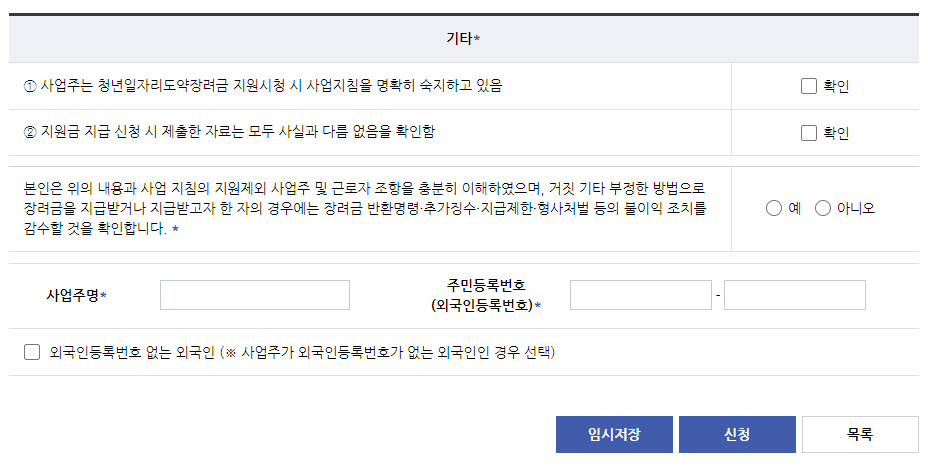 기타*
① 사업주는 청년일자리도약장려금 지원시청 시 사업지침을 명확히 숙지하고 있음
확인
② 지원금 지급 신청 시 제출한 자료는 모두 사실과 다름 없음을 확인함
확인
본인은 위의 내용과 사업 지침의 지원제외 사업주 및 근로자 조항을 충분히 이해하였으며, 거짓 기타 부정한 방법으로
장려금을 지급받거나 지급받고자 한 자의 경우에는 장려금 반환명령·추가징수·지급제한·형사처벌 등의 불이익 조치를
감수할 것을 확인합니다. *
예 아니오
사업주명*
주민등록번호
(외국인등록번호)*
-
외국인등록번호 없는 외국인 (※ 사업주가 외국인등록번호가 없는 외국인인 경우 선택)
임시저장 신청 목록